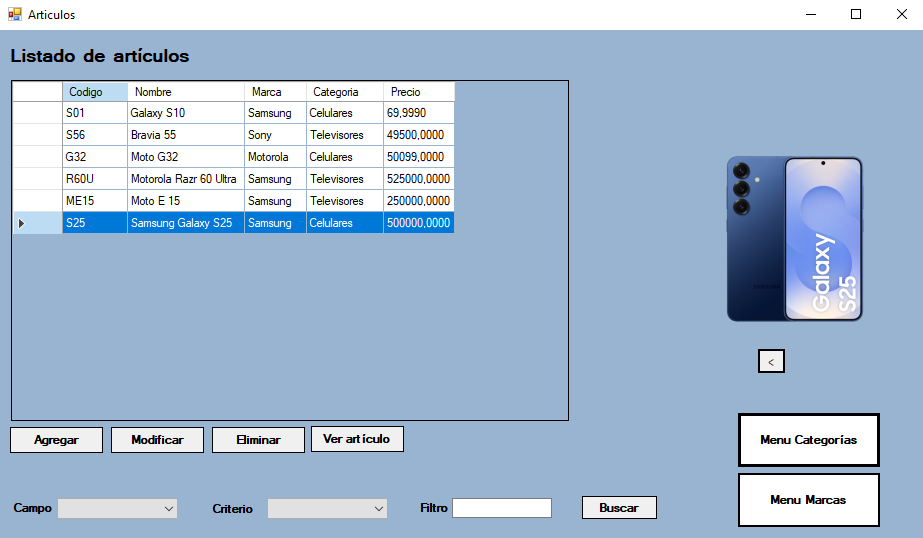 Articulos
Listado de artículos
Codigo Nombre Marca Categoria Precio
S01 Galaxy S10 Samsung Celulares 69,9990
S56 Bravia 55 Sony Televisores 49500,0000
G32 Moto G32 Motorola Celulares 50099,0000
R60U Motorola Razr 60 Ultra Samsung Televisores 525000,0000
ME15 Moto E 15 Samsung Televisores 250000,0000
S25 Samsung Galaxy S25 Samsung Celulares 500000,0000
Galaxy
S25
<
Agregar Modificar Eliminar Ver artículo
Menu Categorías
Menu Marcas
Campo Criterio Filtro Buscar